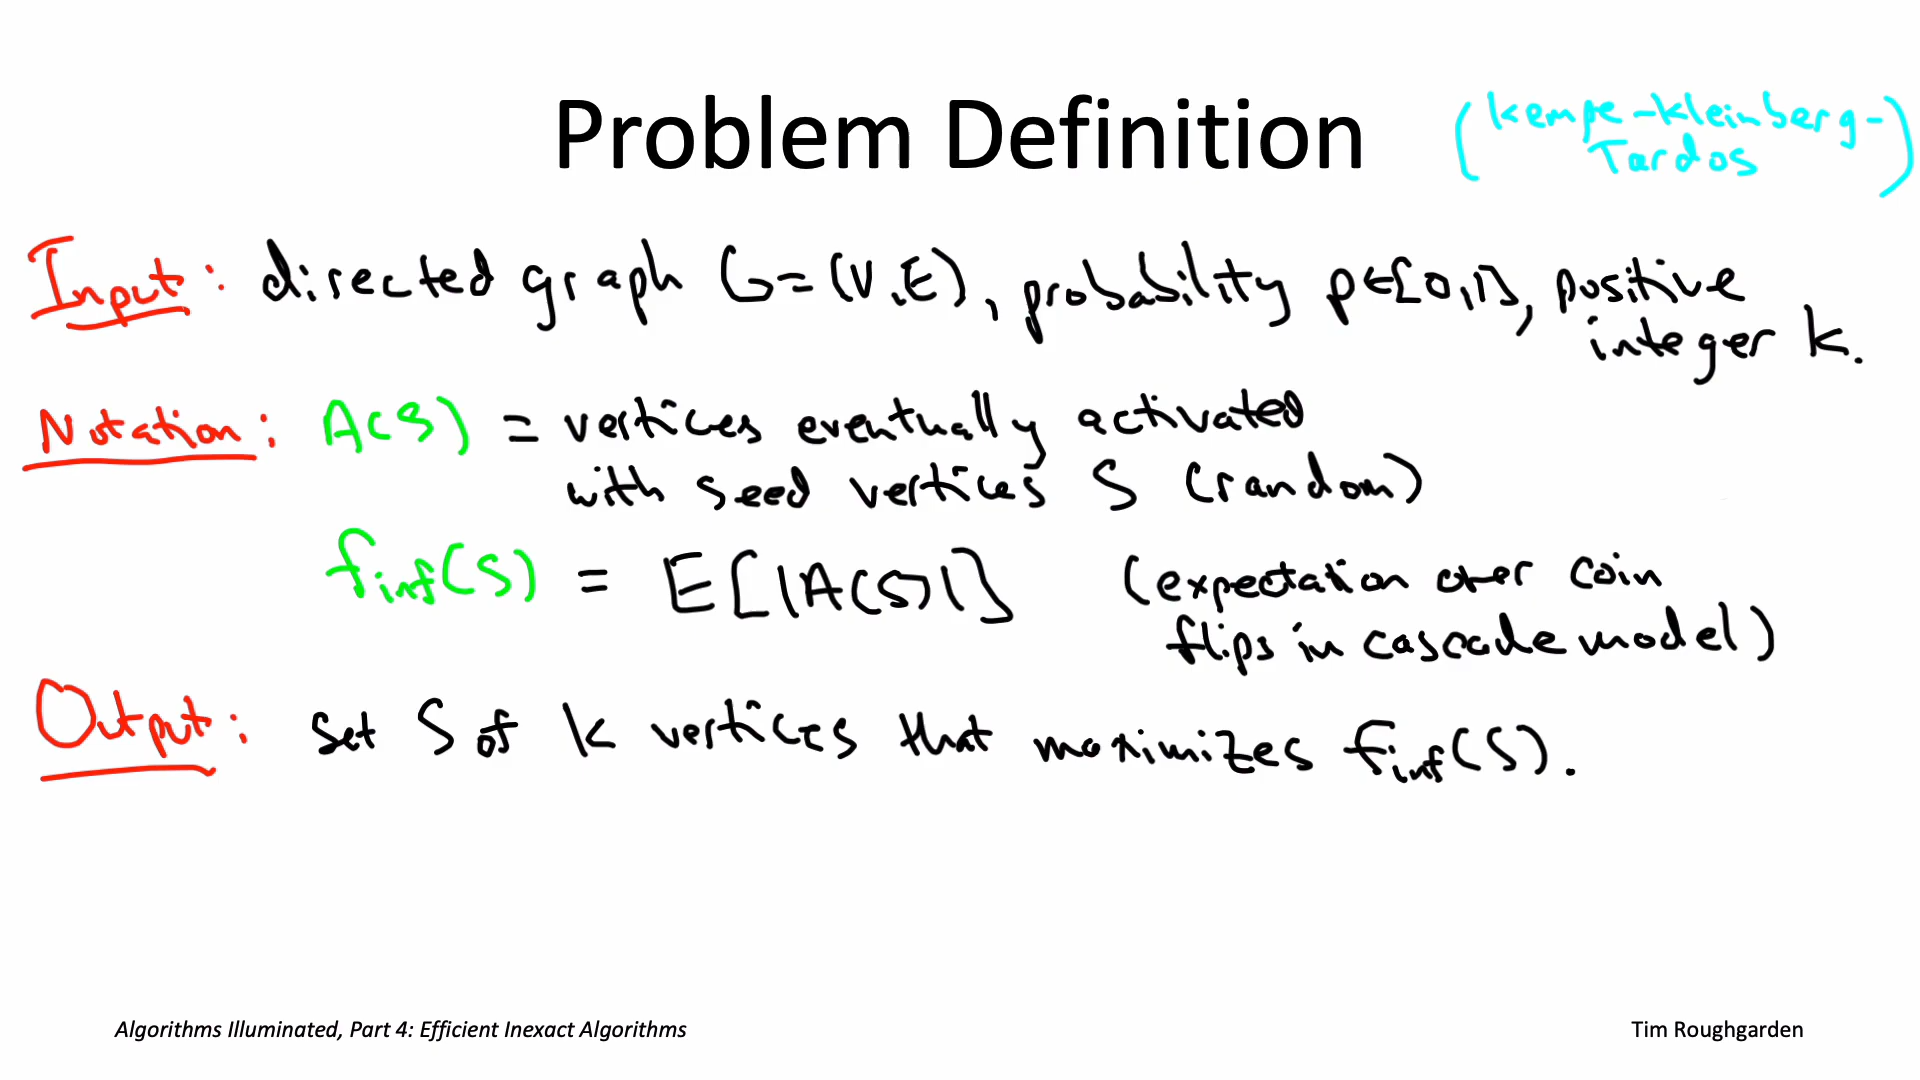 Problem Definition
(Kempe-Kleinberg-
Tardos)
Input: directed graph G=(V,E), probability p∈[0,1], positive
integer k.
Notation: A(S) = vertices eventually activated
with seed vertices S (random)
f_inf(S) = E[|A(S)|] (expectation over coin
flips in cascade model)
Output: set S of k vertices that maximizes f_inf(S).
Algorithms Illuminated, Part 4: Efficient Inexact Algorithms
Tim Roughgarden